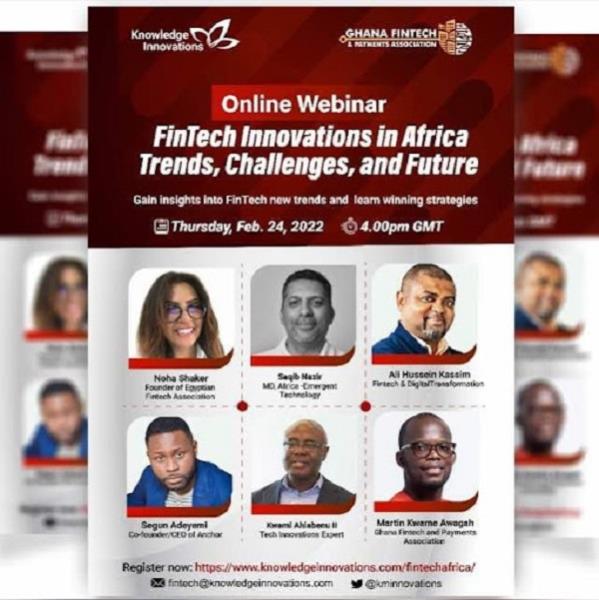 Knowledge
Innovations
GHANA FINTECH
& PAYMENTS ASSOCIATION
Online Webinar
FinTech Innovations in Africa
Trends, Challenges, and Future
Gain insights into FinTech new trends and learn winning strategies
Thursday, Feb. 24, 2022
4.00pm GMT
Noha Shaker
Founder of Egyptian
Fintech Association
Saqib Nazir
MD, Africa -Emergent
Technology
Ali Hussein Kassim
Fintech & DigitalTransformation
Segun Adeyemi
Co-founder/CEO of Anchor
Kwami Ahiabenu II
Tech Innovations Expert
Martin Kwame Awagah
Ghana Fintech and Payments
Association
Register now: https://www.knowledgeinnovations.com/fintechafrica/
fintech@knowledgeinnovations.com
@kminnovations